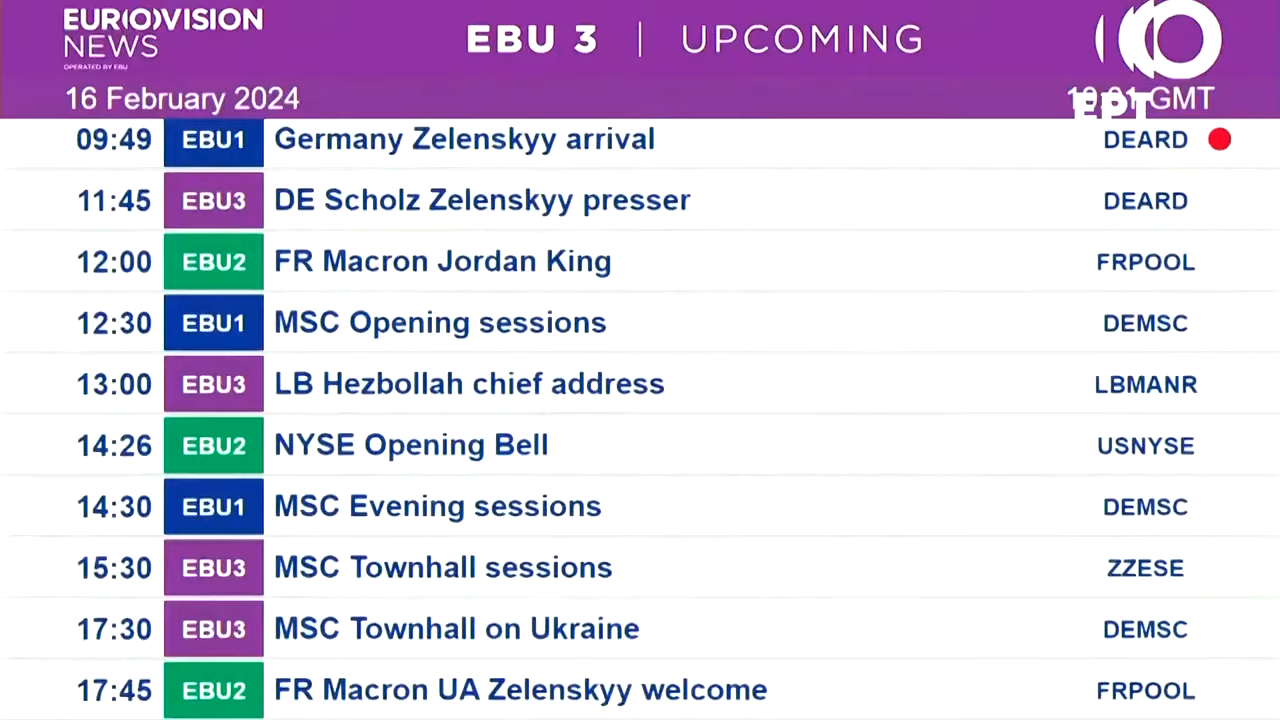 EUR(O)VISION
NEWS
OPERATED BY EBU
EBU 3 | UPCOMING
16 February 2024
GMT
ΕΡΤ
09:49 EBU1 Germany Zelenskyy arrival DEARD
11:45 EBU3 DE Scholz Zelenskyy presser DEARD
12:00 EBU2 FR Macron Jordan King FRPOOL
12:30 EBU1 MSC Opening sessions DEMSC
13:00 EBU3 LB Hezbollah chief address LBMANR
14:26 EBU2 NYSE Opening Bell USNYSE
14:30 EBU1 MSC Evening sessions DEMSC
15:30 EBU3 MSC Townhall sessions ZZESE
17:30 EBU3 MSC Townhall on Ukraine DEMSC
17:45 EBU2 FR Macron UA Zelenskyy welcome FRPOOL